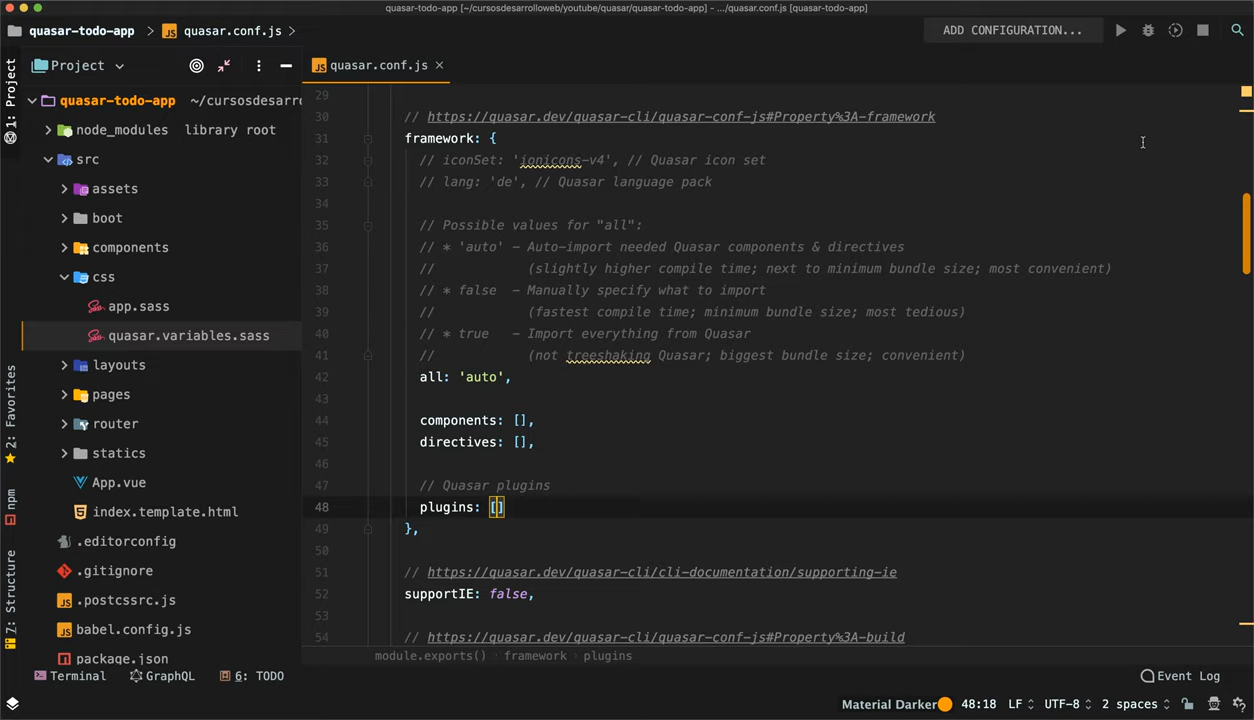 quasar-todo-app [~/cursosdesarrolloweb/youtube/quasar/quasar-todo-app] - .../quasar.conf.js [quasar-todo-app]
quasar-todo-app
quasar.conf.js
ADD CONFIGURATION...
1: Project
2: Favorites
npm
7: Structure
Project
quasar-todo-app ~/cursosdesarro
node_modules library root
src
assets
boot
components
css
app.sass
quasar.variables.sass
layouts
pages
router
statics
App.vue
index.template.html
.editorconfig
.gitignore
.postcssrc.js
babel.config.js
package.json
JS quasar.conf.js ×
29
30 // https://quasar.dev/quasar-cli/quasar-conf-js#Property%3A-framework
31 framework: {
32 // iconSet: 'ionicons-v4', // Quasar icon set
33 // lang: 'de', // Quasar language pack
34
35 // Possible values for "all":
36 // * 'auto' - Auto-import needed Quasar components & directives
37 // (slightly higher compile time; next to minimum bundle size; most convenient)
38 // * false - Manually specify what to import
39 // (fastest compile time; minimum bundle size; most tedious)
40 // * true - Import everything from Quasar
41 // (not treeshaking Quasar; biggest bundle size; convenient)
42 all: 'auto',
43
44 components: [],
45 directives: [],
46
47 // Quasar plugins
48 plugins: []
49 },
50
51 // https://quasar.dev/quasar-cli/cli-documentation/supporting-ie
52 supportIE: false,
53
54 // https://quasar.dev/quasar-cli/quasar-conf-js#Property%3A-build
module.exports() › framework › plugins
Terminal GraphQL 6: TODO Event Log
Material Darker 48:18 LF UTF-8 2 spaces